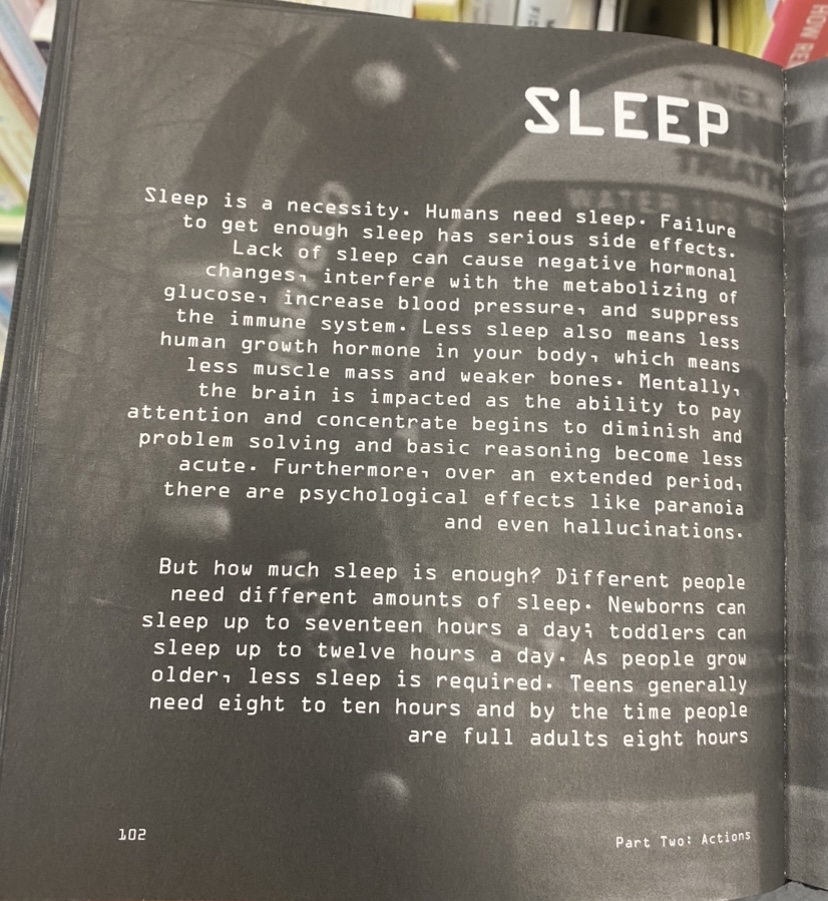 HOW RE
TIMEX
TRIATHLO
WATER
SLEEP
Sleep is a necessity. Humans need sleep. Failure
to get enough sleep has serious side effects.
Lack of sleep can cause negative hormonal
changes, interfere with the metabolizing of
glucose, increase blood pressure, and suppress
the immune system. Less sleep also means less
human growth hormone in your body, which means
less muscle mass and weaker bones. Mentally,
the brain is impacted as the ability to pay
attention and concentrate begins to diminish and
problem solving and basic reasoning become less
acute. Furthermore, over an extended period,
there are psychological effects like paranoia
and even hallucinations.
But how much sleep is enough? Different people
need different amounts of sleep. Newborns can
sleep up to seventeen hours a day; toddlers can
sleep up to twelve hours a day. As people grow
older, less sleep is required. Teens generally
need eight to ten hours and by the time people
are full adults eight hours
102
Part Two: Actions